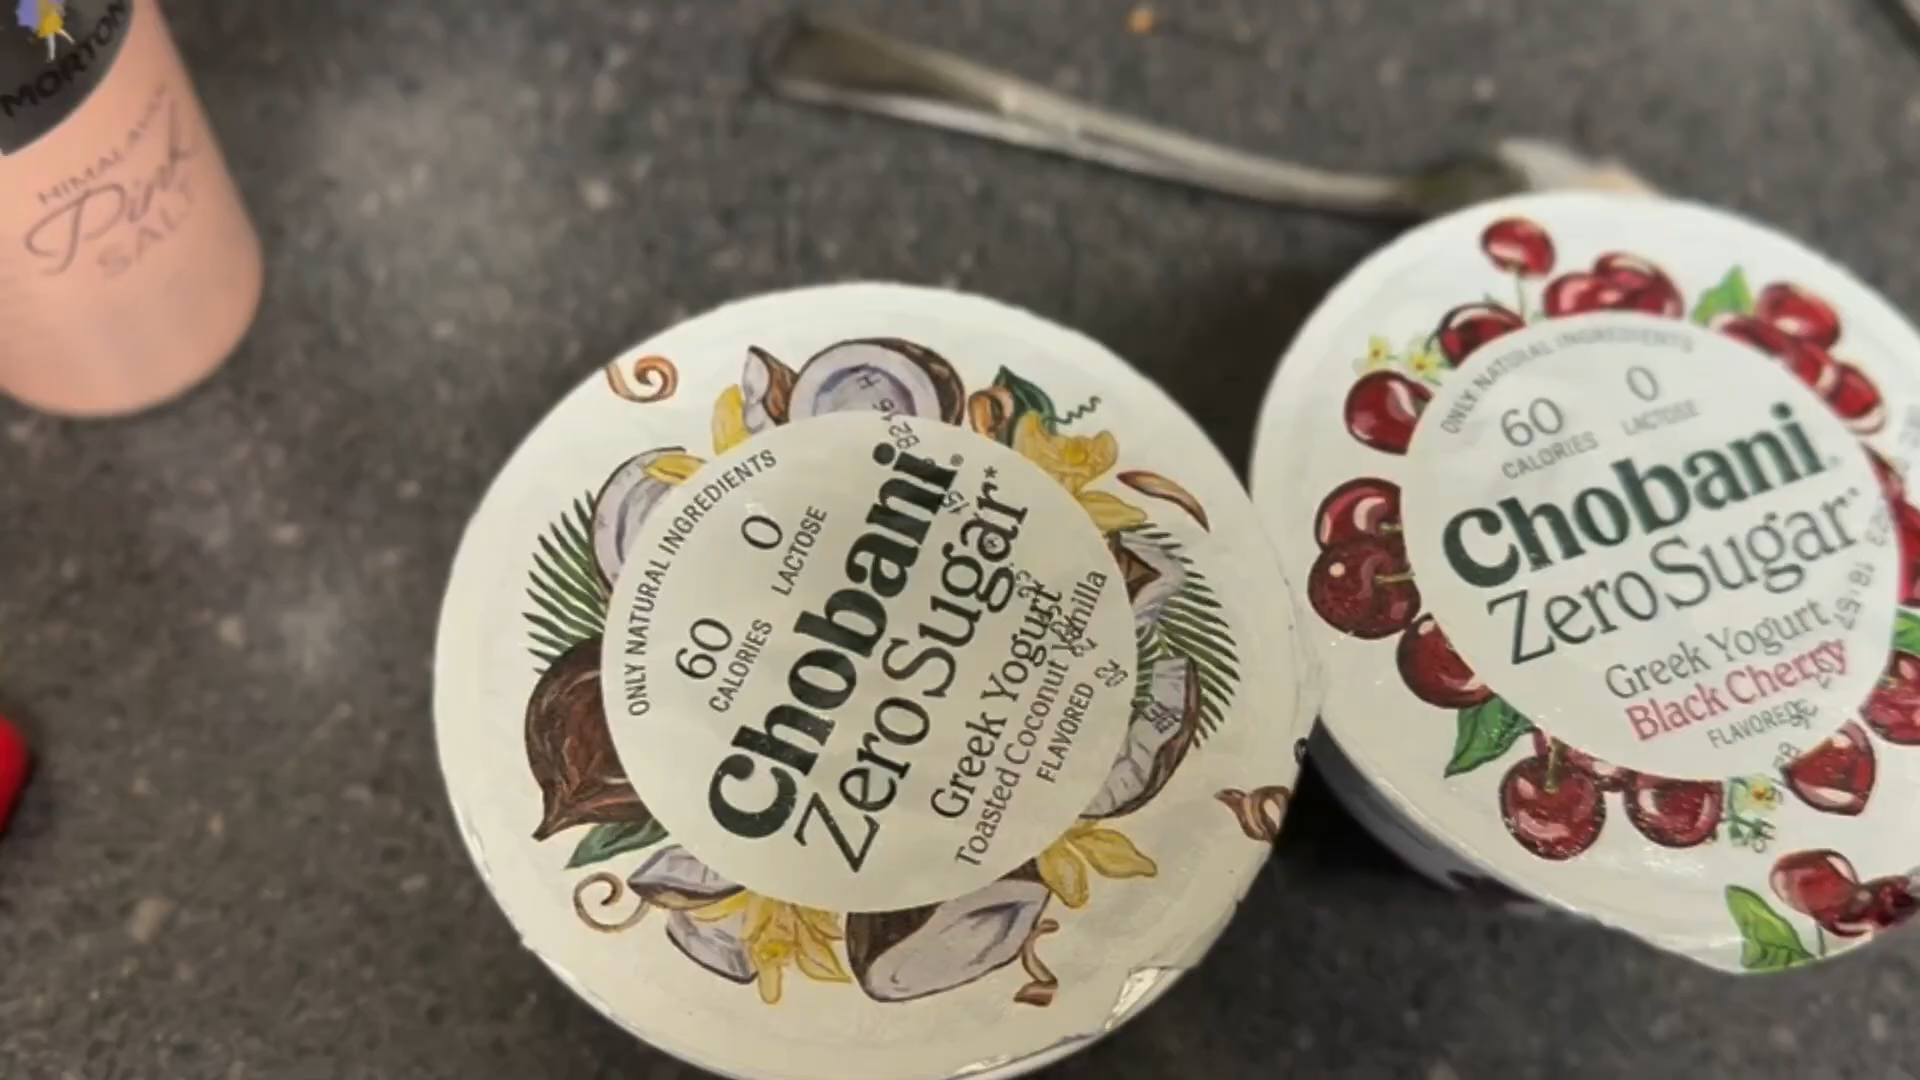 MORTON
HIMALAYAN
Pink
SALT
ONLY NATURAL INGREDIENTS
60
CALORIES
0
LACTOSE
Chobani®
Zero Sugar**
Greek Yogurt
Toasted Coconut Vanilla
FLAVORED
ONLY NATURAL INGREDIENTS
60
CALORIES
0
LACTOSE
Chobani®
Zero Sugar**
Greek Yogurt
Black Cherry
FLAVORED